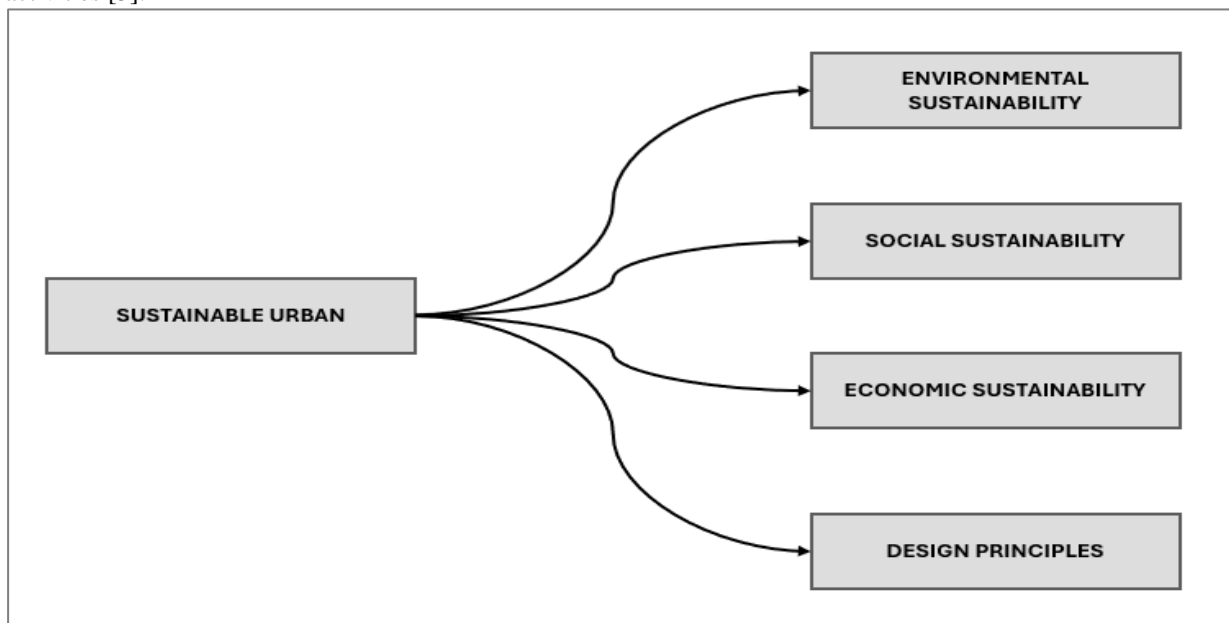 ENVIRONMENTAL
SUSTAINABILITY
SOCIAL SUSTAINABILITY
SUSTAINABLE URBAN
ECONOMIC SUSTAINABILITY
DESIGN PRINCIPLES